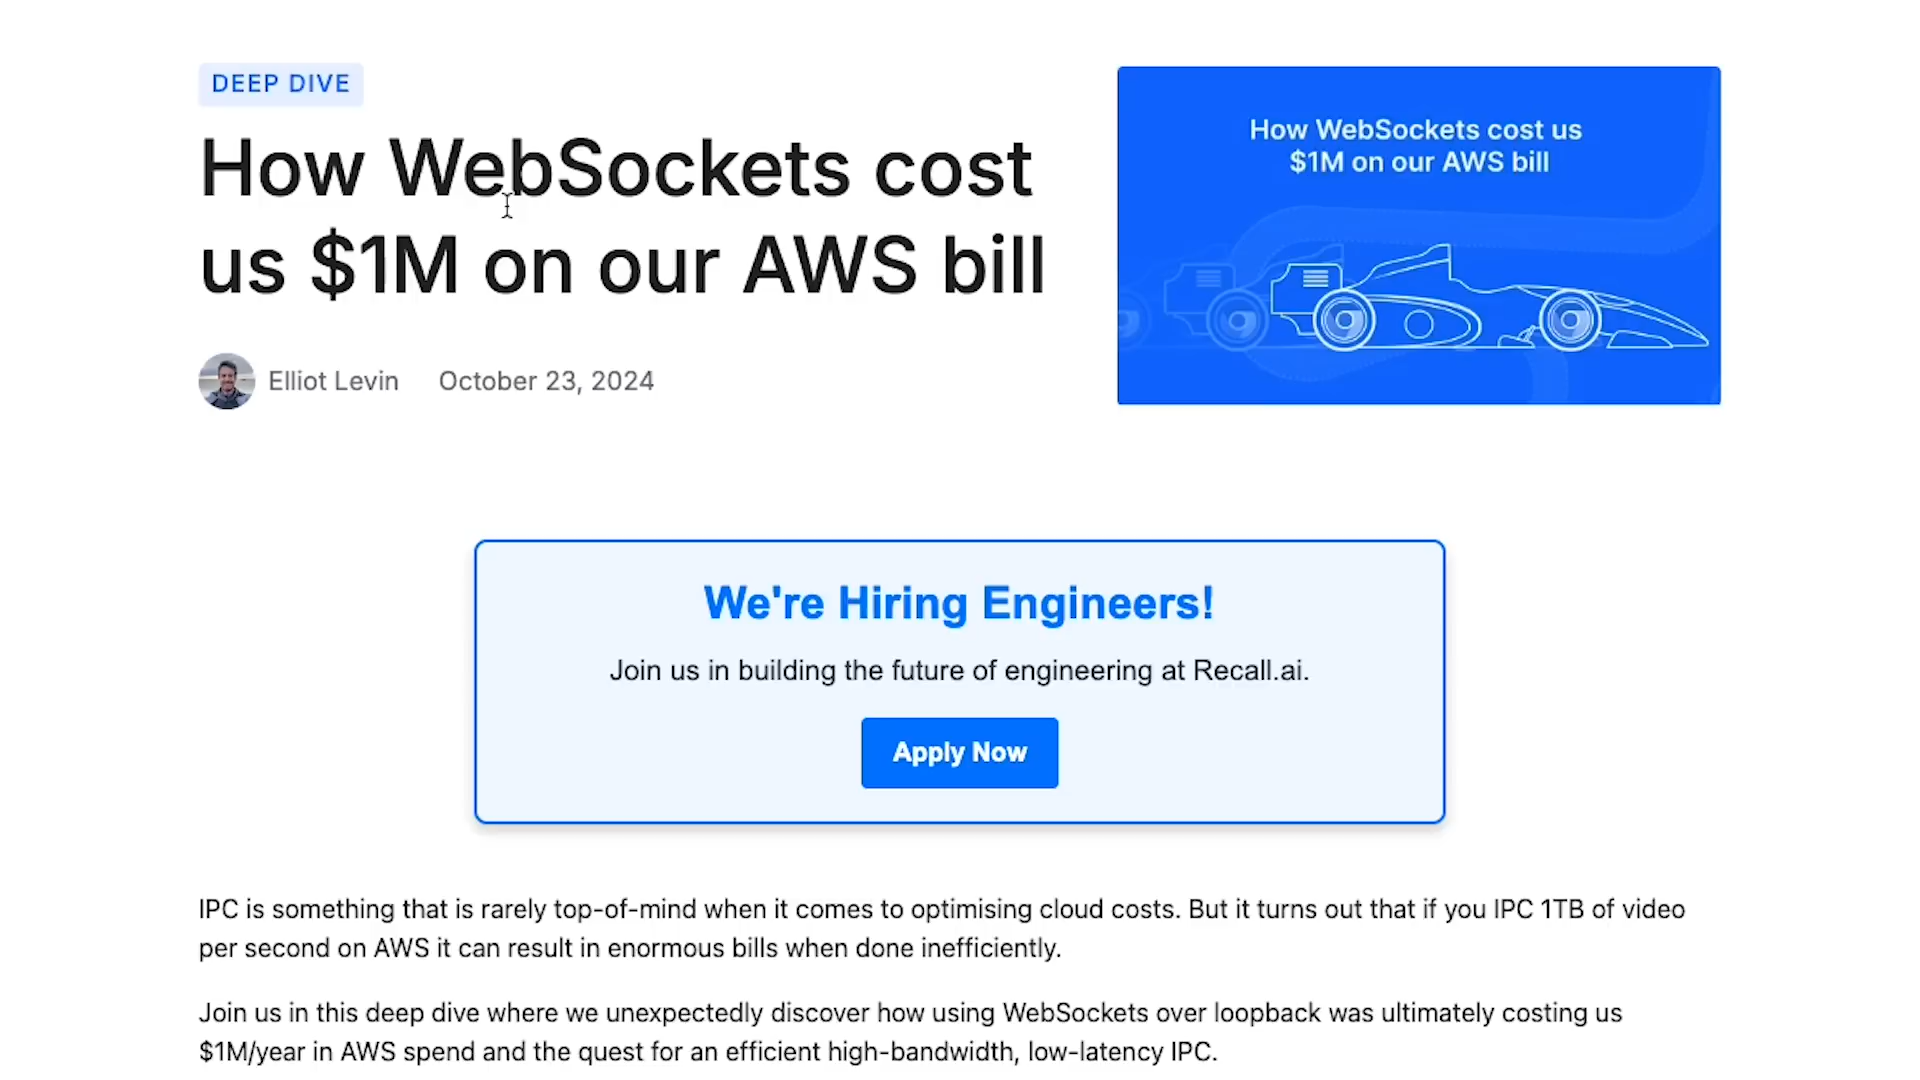 DEEP DIVE
How WebSockets cost
us $1M on our AWS bill
Elliot Levin October 23, 2024
How WebSockets cost us
$1M on our AWS bill
We're Hiring Engineers!
Join us in building the future of engineering at Recall.ai.
Apply Now
IPC is something that is rarely top-of-mind when it comes to optimising cloud costs. But it turns out that if you IPC 1TB of video
per second on AWS it can result in enormous bills when done inefficiently.
Join us in this deep dive where we unexpectedly discover how using WebSockets over loopback was ultimately costing us
$1M/year in AWS spend and the quest for an efficient high-bandwidth, low-latency IPC.